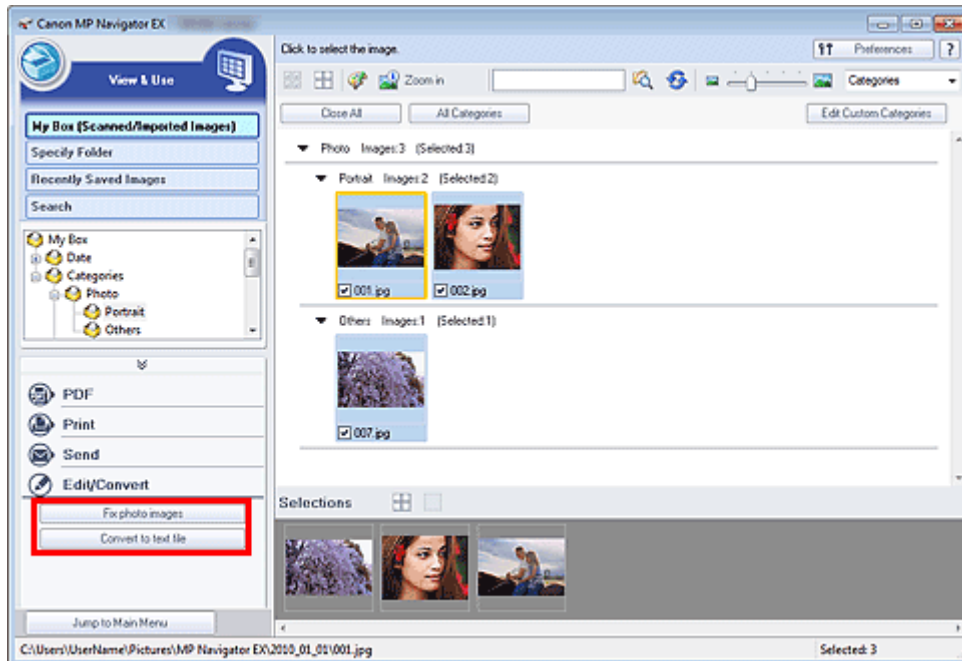 Canon MP Navigator EX
Click to select the image.
Preferences
?
View & Use
Zoom in
Categories
Close All
All Categories
Edit Custom Categories
My Box (Scanned/Imported Images)
Specify Folder
Recently Saved Images
Search
My Box
Date
Categories
Photo
Portrait
Others
Photo Images:3 (Selected:3)
Portrait Images:2 (Selected:2)
001.jpg
002.jpg
Others Images:1 (Selected:1)
007.jpg
PDF
Print
Send
Edit/Convert
Fix photo images
Convert to text file
Jump to Main Menu
Selections
C:\Users\UserName\Pictures\MP Navigator EX\2010_01_01\001.jpg
Selected: 3